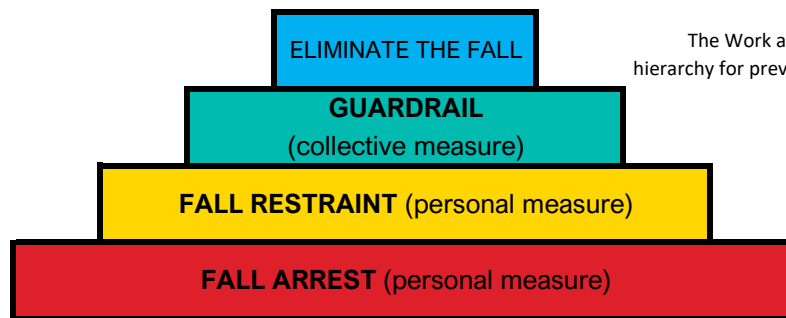 ELIMINATE THE FALL
The Work a
hierarchy for prev
GUARDRAIL
(collective measure)
FALL RESTRAINT (personal measure)
FALL ARREST (personal measure)